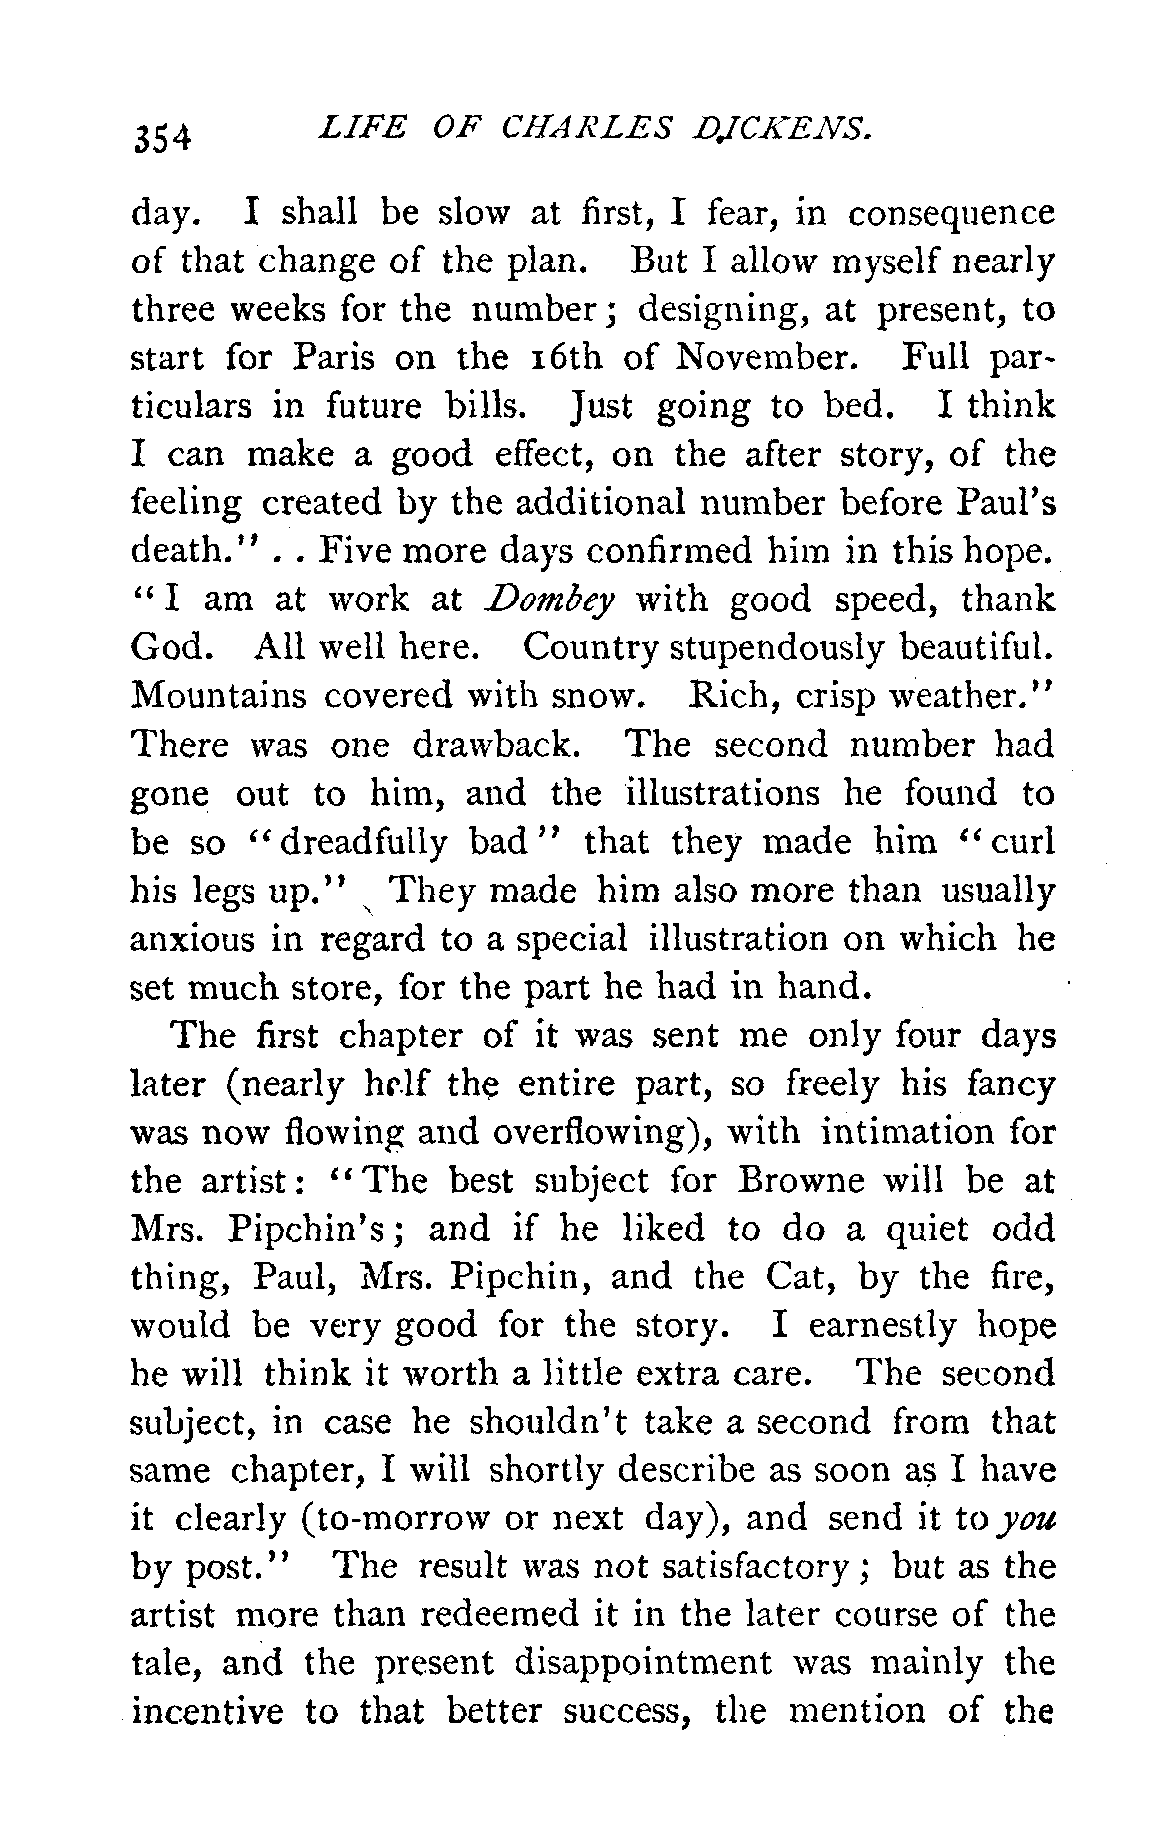 354 LIFE OF CHARLES DICKENS.
day. I shall be slow at first, I fear, in consequence
of that change of the plan. But I allow myself nearly
three weeks for the number; designing, at present, to
start for Paris on the 16th of November. Full par-
ticulars in future bills. Just going to bed. I think
I can make a good effect, on the after story, of the
feeling created by the additional number before Paul's
death." . . Five more days confirmed him in this hope.
"I am at work at Dombey with good speed, thank
God. All well here. Country stupendously beautiful.
Mountains covered with snow. Rich, crisp weather."
There was one drawback. The second number had
gone out to him, and the illustrations he found to
be so "dreadfully bad" that they made him "curl
his legs up." They made him also more than usually
anxious in regard to a special illustration on which he
set much store, for the part he had in hand.
The first chapter of it was sent me only four days
later (nearly half the entire part, so freely his fancy
was now flowing and overflowing), with intimation for
the artist: "The best subject for Browne will be at
Mrs. Pipchin's; and if he liked to do a quiet odd
thing, Paul, Mrs. Pipchin, and the Cat, by the fire,
would be very good for the story. I earnestly hope
he will think it worth a little extra care. The second
subject, in case he shouldn't take a second from that
same chapter, I will shortly describe as soon as I have
it clearly (to-morrow or next day), and send it to you
by post." The result was not satisfactory; but as the
artist more than redeemed it in the later course of the
tale, and the present disappointment was mainly the
incentive to that better success, the mention of the